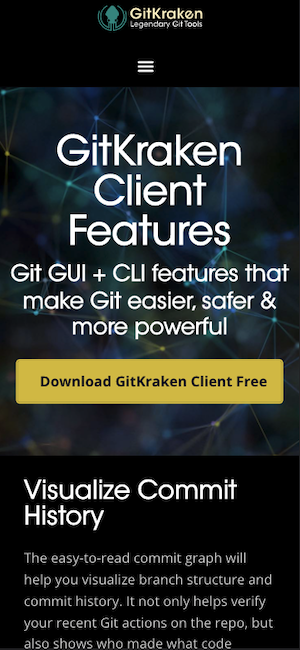 GitKraken
Legendary Git Tools
GitKraken
Client
Features
Git GUI + CLI features that
make Git easier, safer &
more powerful
Download GitKraken Client Free
Visualize Commit
History
The easy-to-read commit graph will
help you visualize branch structure and
commit history. It not only helps verify
your recent Git actions on the repo, but
also shows who made what code